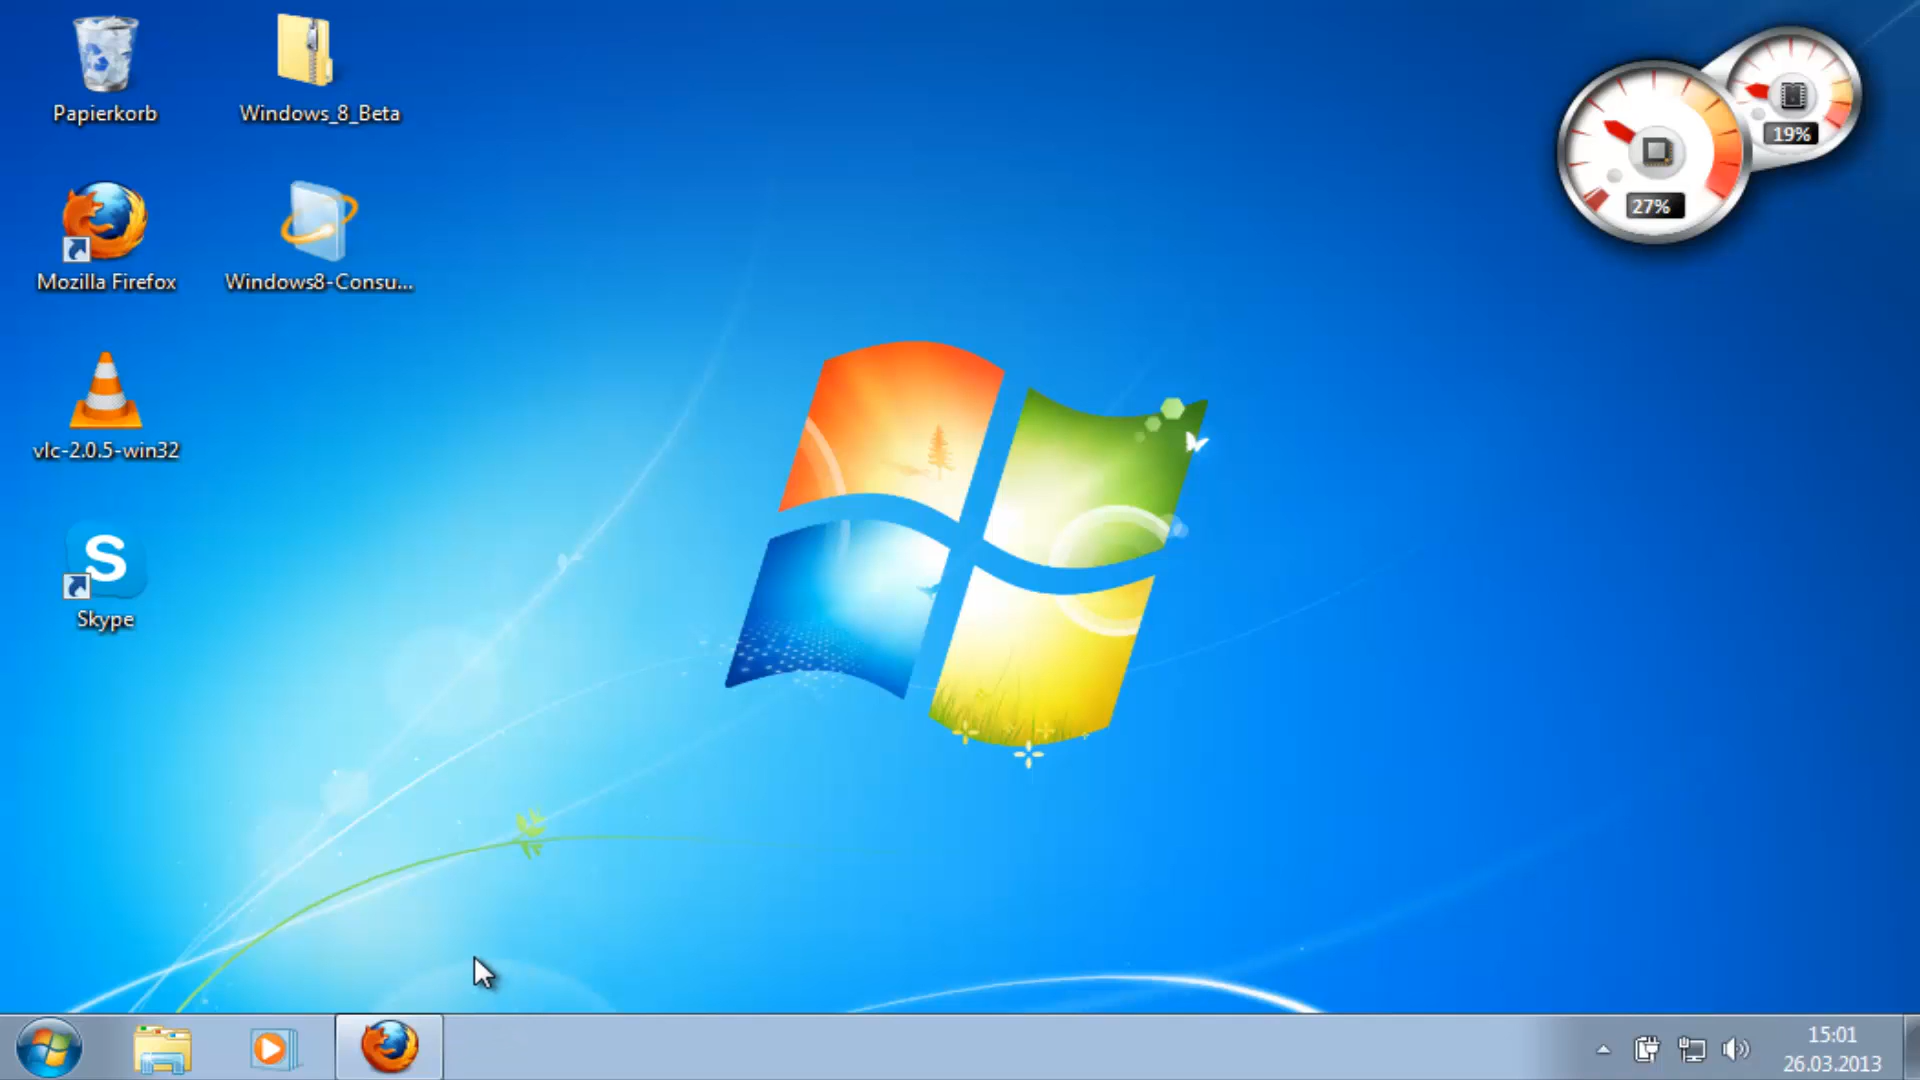 Papierkorb
Windows_8_Beta
Mozilla Firefox
Windows8-Consu...
vlc-2.0.5-win32
S
Skype
19%
27%
15:01
26.03.2013